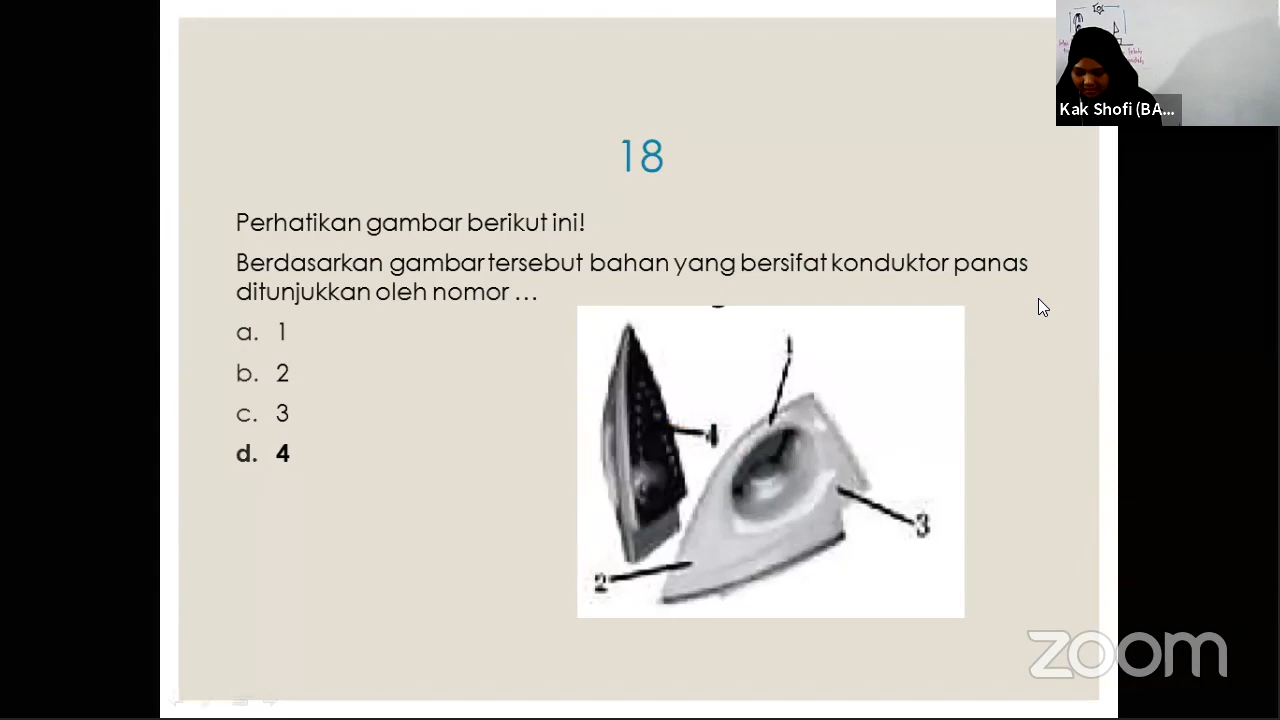 18
Perhatikan gambar berikut ini!
Berdasarkan gambar tersebut bahan yang bersifat konduktor panas
ditunjukkan oleh nomor ...
a. 1
b. 2
c. 3
d. 4
1
4
3
2
Kak Shofi (BA...
zoom